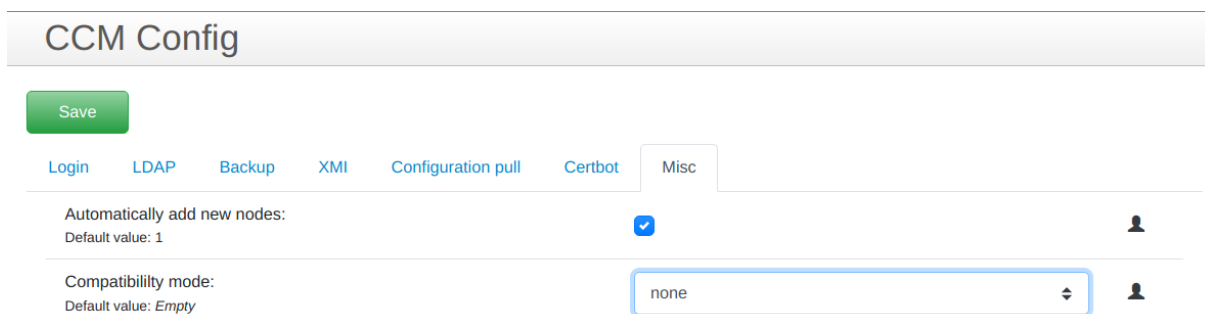 CCM Config
Save
Login LDAP Backup XMI Configuration pull Certbot Misc
Automatically add new nodes:
Default value: 1
Compatibililty mode:
none
Default value: Empty